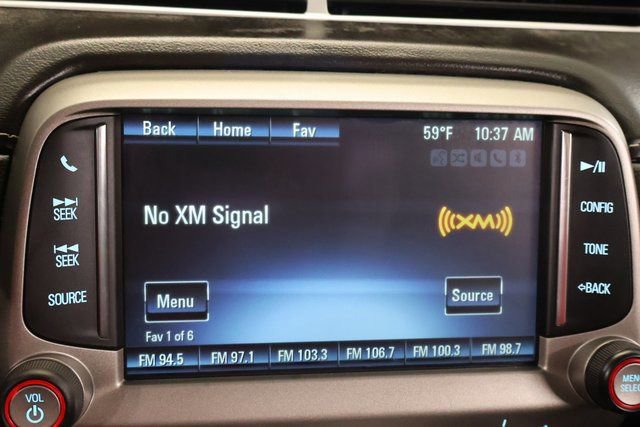 Back Home Fav 59°F 10:37 AM
No XM Signal
((XM))
Menu
Source
Fav 1 of 6
FM 94.5 FM 97.1 FM 103.3 FM 106.7 FM 100.3 FM 98.7
SEEK
SEEK
SOURCE
VOL
CONFIG
TONE
BACK
MENU
SELECT